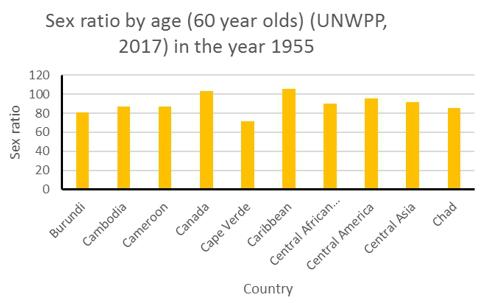 Sex ratio by age (60 year olds) (UNWPP,
2017) in the year 1955
120
100
80
60
40
20
0
Sex ratio
Burundi
Cambodia
Cameroon
Canada
Cape Verde
Caribbean
Central African...
Central America
Central Asia
Chad
Country